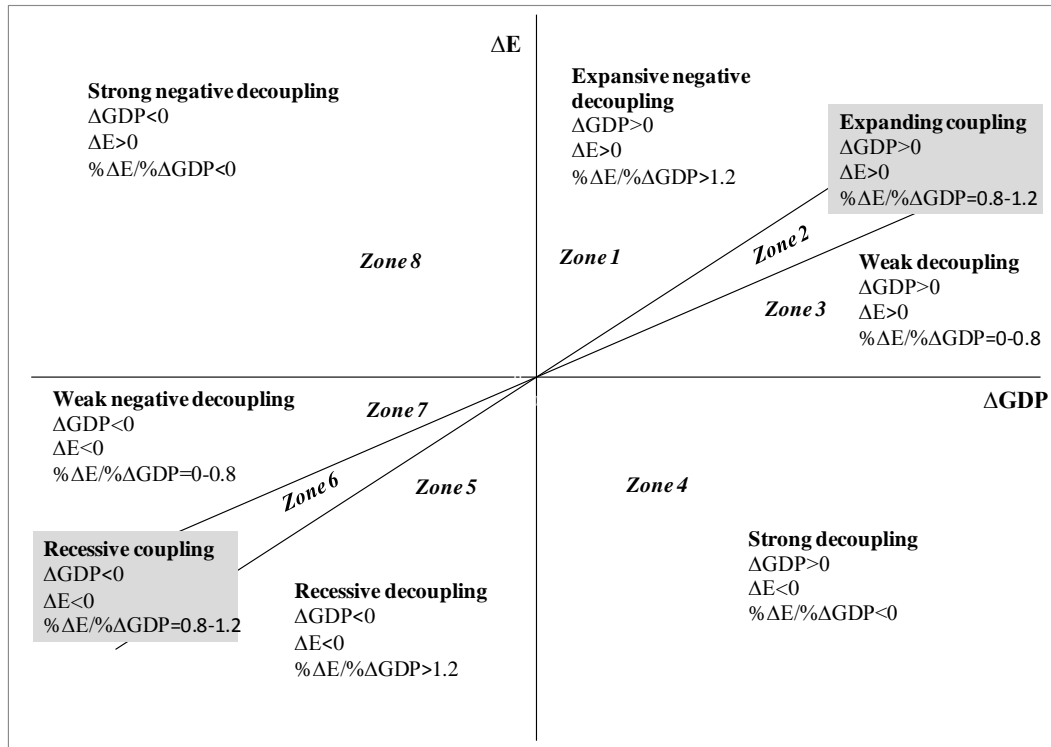 ΔE
Strong negative decoupling
ΔGDP<0
ΔE>0
%ΔE/%ΔGDP<0
Expansive negative
decoupling
ΔGDP>0
ΔE>0
%ΔE/%ΔGDP>1.2
Expanding coupling
ΔGDP>0
ΔE>0
%ΔE/%ΔGDP=0.8-1.2
Zone 8
Zone 1
Zone 2
Zone 3
Weak decoupling
ΔGDP>0
ΔE>0
%ΔE/%ΔGDP=0-0.8
ΔGDP
Weak negative decoupling
ΔGDP<0
ΔE<0
%ΔE/%ΔGDP=0-0.8
Zone 7
Zone 6
Zone 5
Zone 4
Recessive coupling
ΔGDP<0
ΔE<0
%ΔE/%ΔGDP=0.8-1.2
Recessive decoupling
ΔGDP<0
ΔE<0
%ΔE/%ΔGDP>1.2
Strong decoupling
ΔGDP>0
ΔE<0
%ΔE/%ΔGDP<0